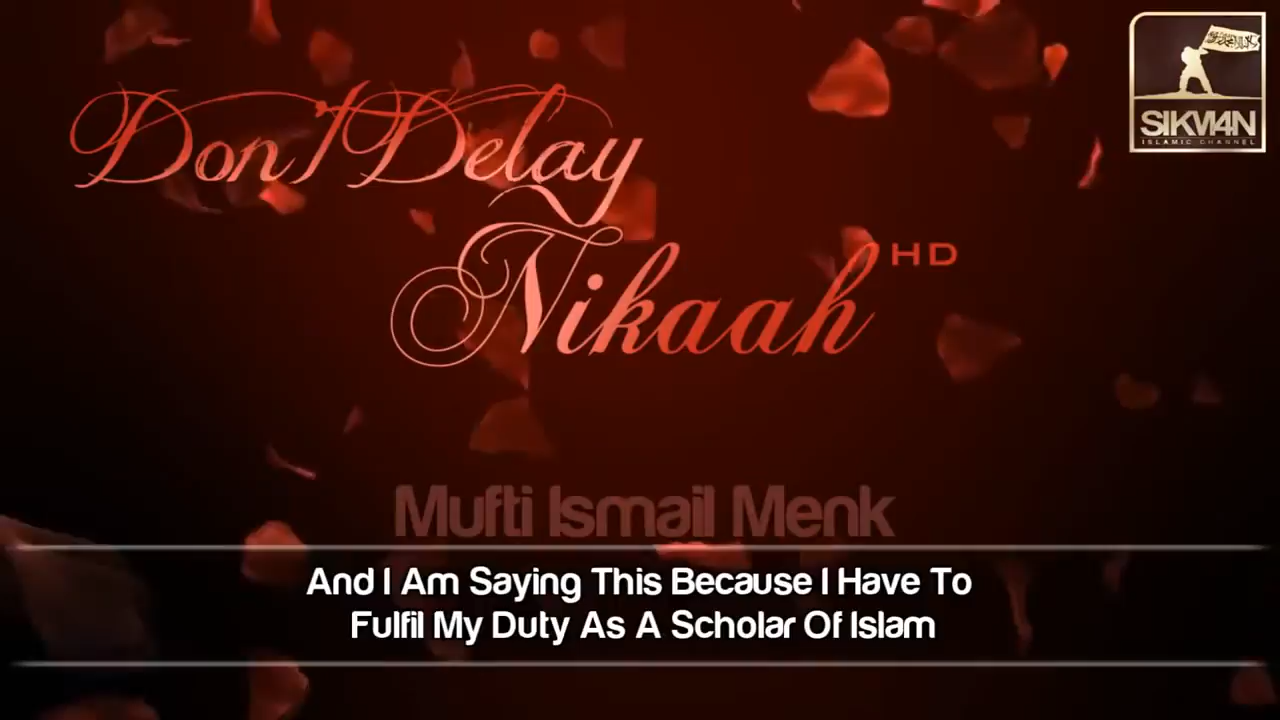 Don't Delay
Nikaah HD
SIKM4N
ISLAMIC CHANNEL
Mufti Ismail Menk
And I Am Saying This Because I Have To
Fulfil My Duty As A Scholar Of Islam